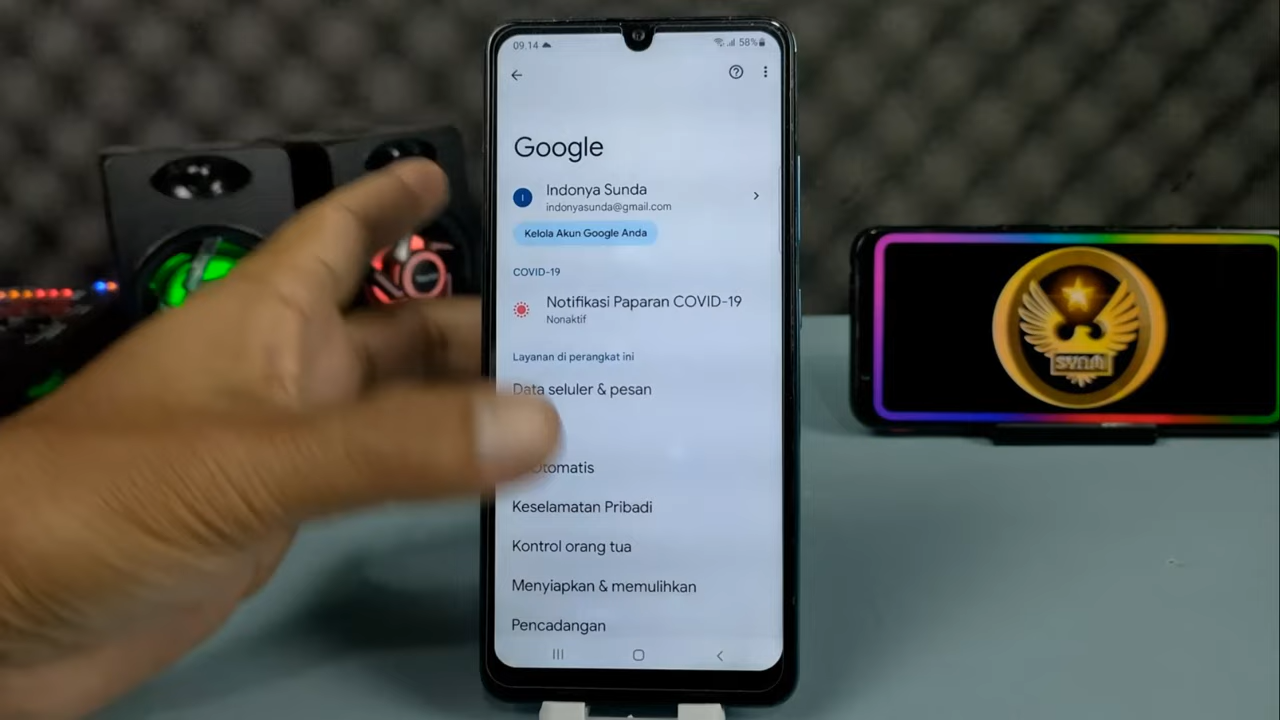 09.14
58%
Google
Indonya Sunda
indonyasunda@gmail.com
Kelola Akun Google Anda
COVID-19
Notifikasi Paparan COVID-19
Nonaktif
Layanan di perangkat ini
Data seluler & pesan
Otomatis
Keselamatan Pribadi
Kontrol orang tua
Menyiapkan & memulihkan
Pencadangan